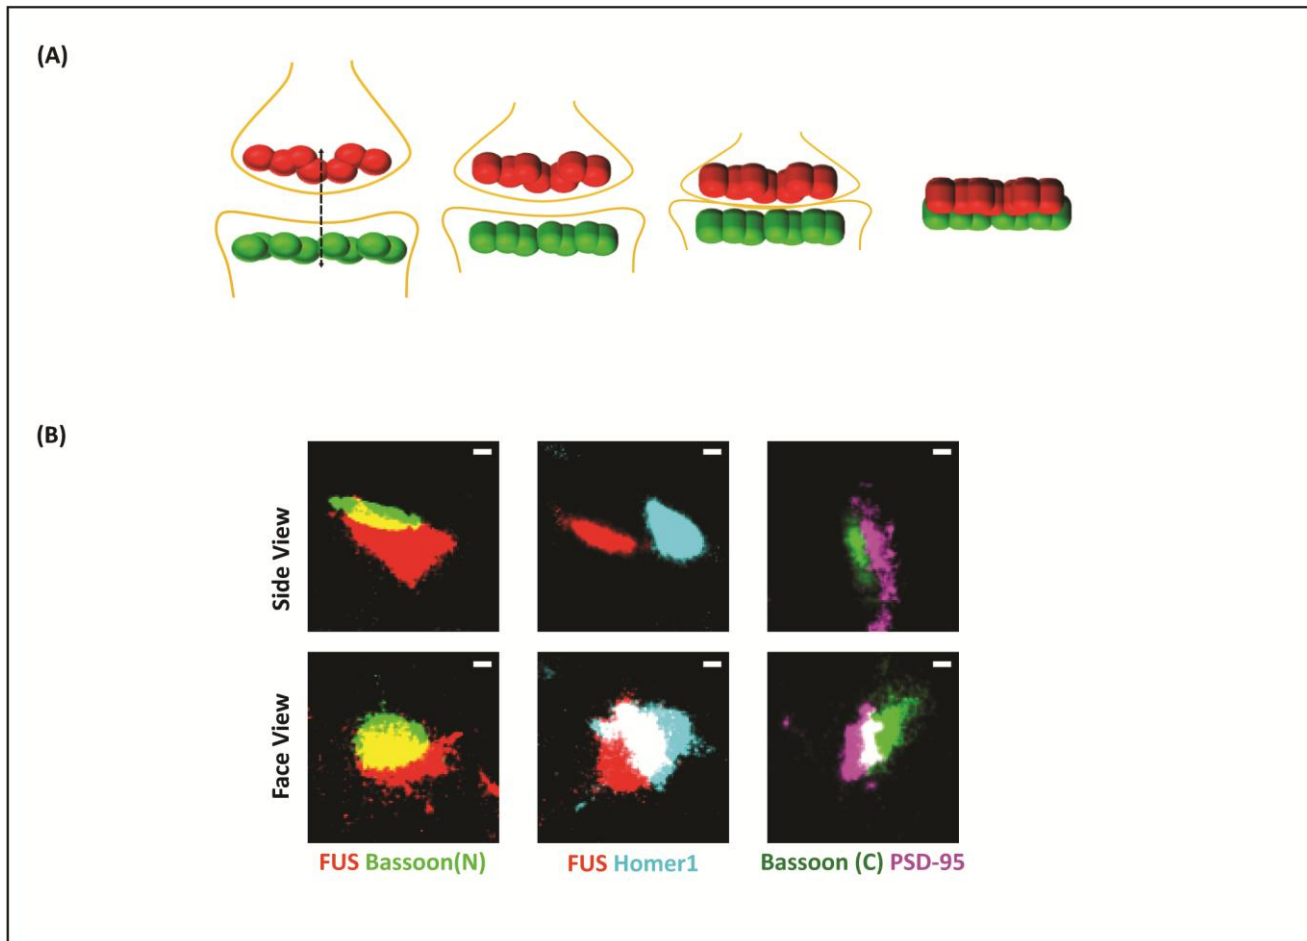 (A)
(B)
Side View
Face View
FUS Bassoon(N)
FUS Homer1
Bassoon (C) PSD-95